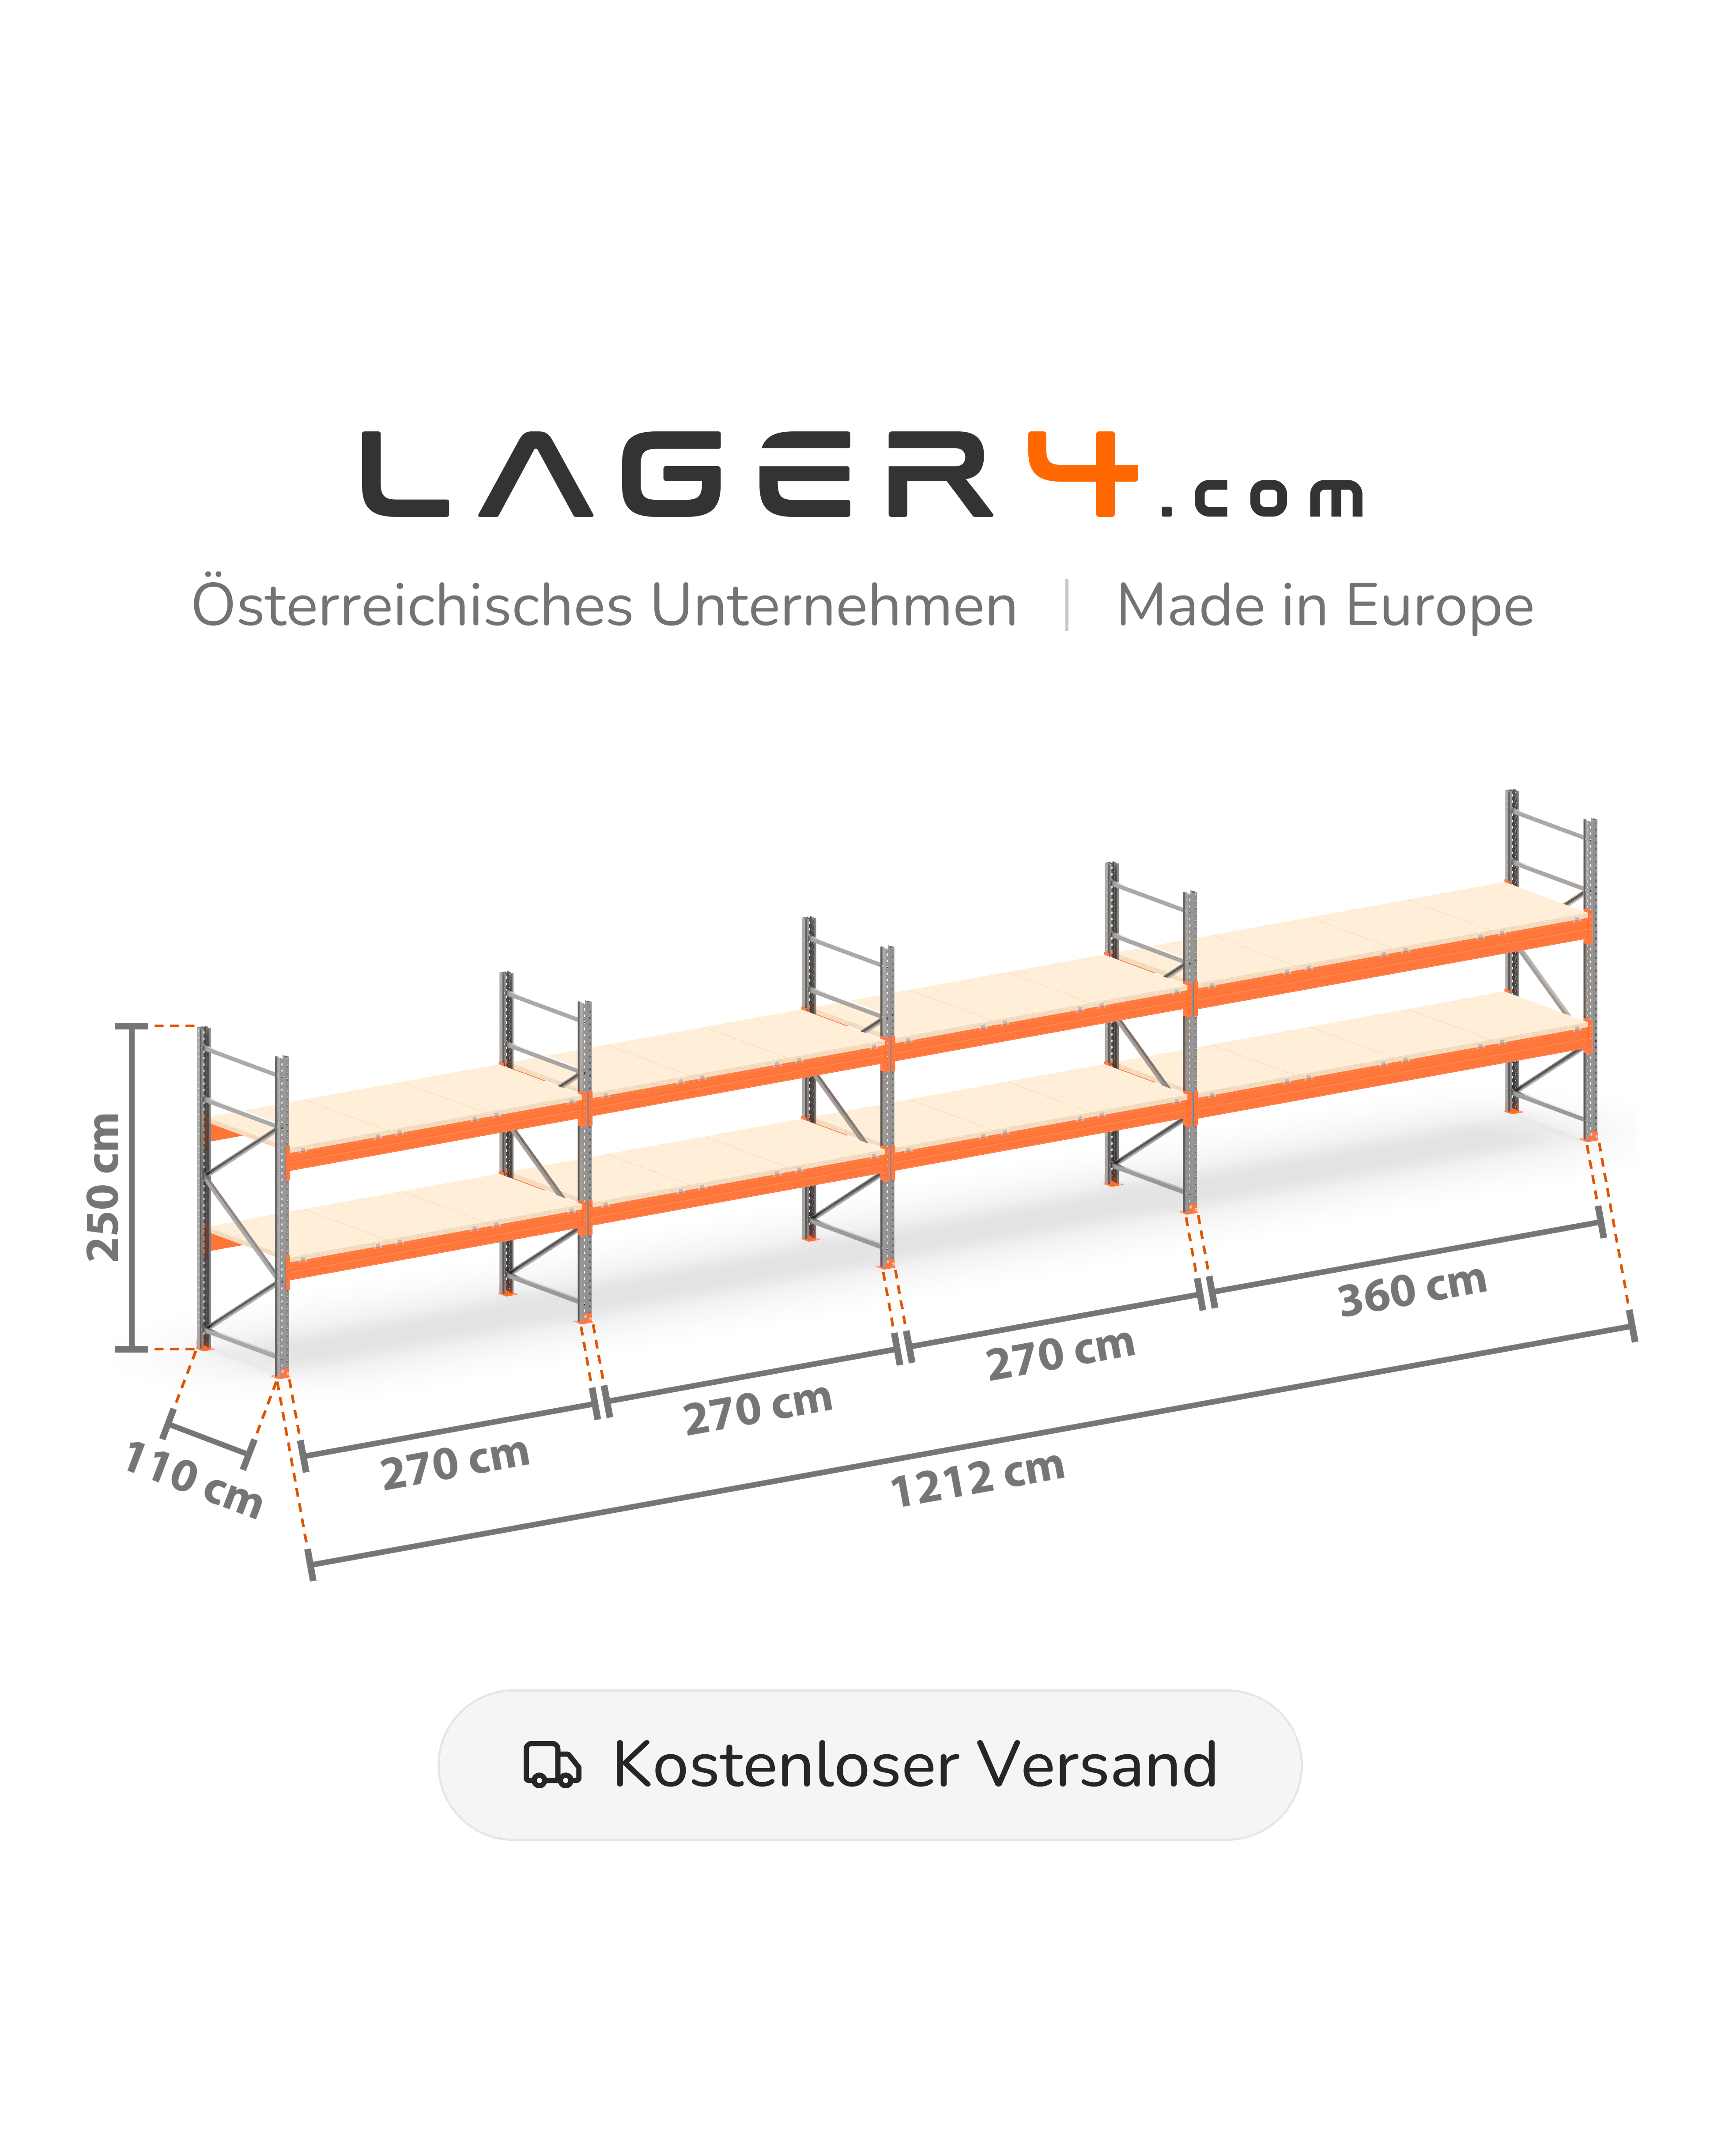 LAGER4.com
Österreichisches Unternehmen | Made in Europe
250 cm
110 cm
270 cm
270 cm
270 cm
360 cm
1212 cm
Kostenloser Versand